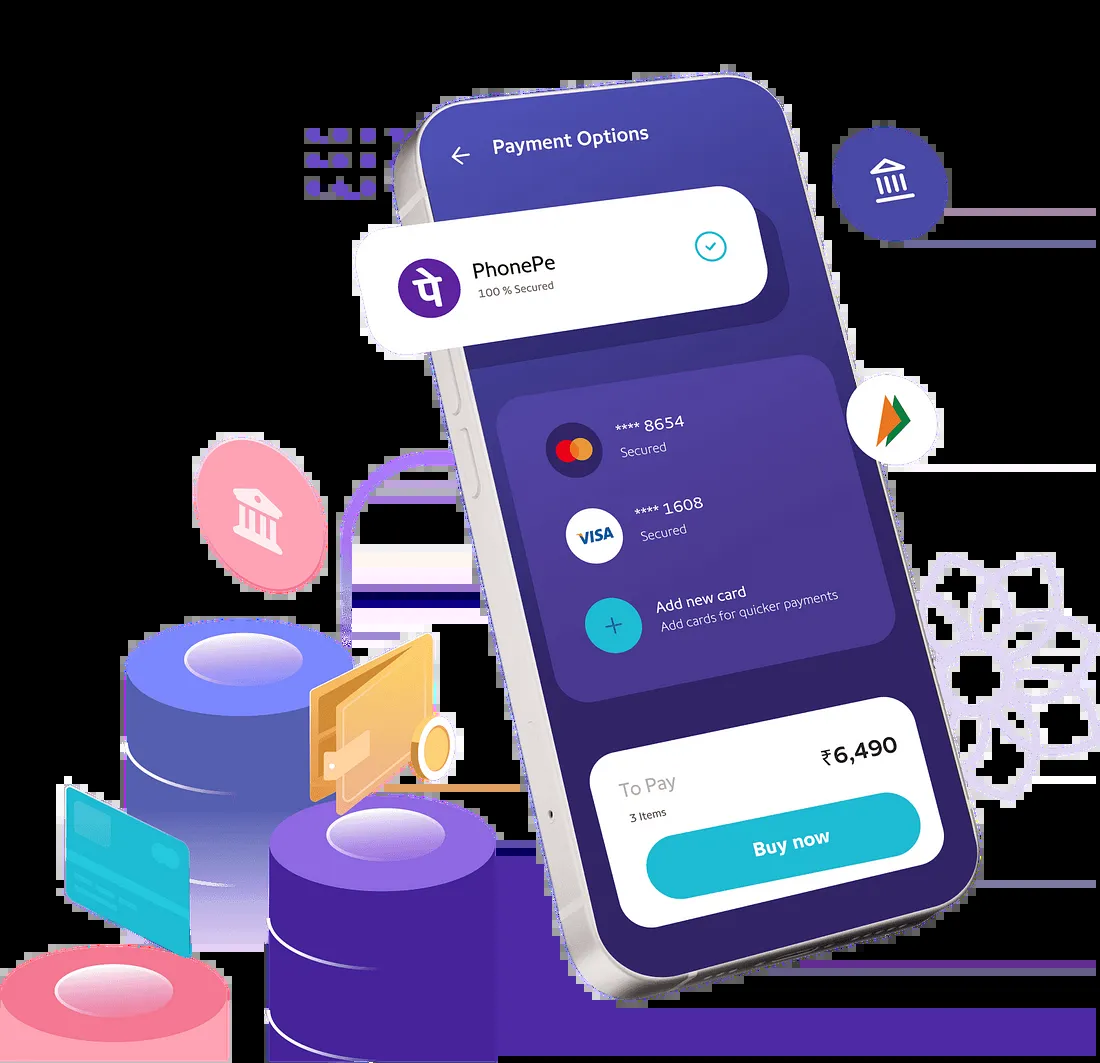 Payment Options
पे
PhonePe
100 % Secured
**** 8654
Secured
VISA
**** 1608
Secured
Add new card
Add cards for quicker payments
To Pay
₹6,490
3 Items
Buy now